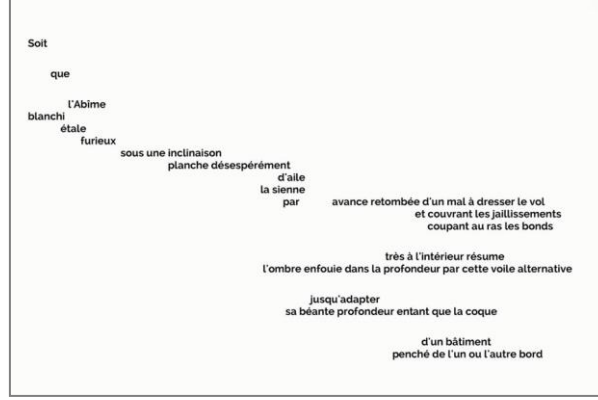 Soit
que
l'Abîme
blanchi
étale
furieux
sous une inclinaison
planche désespérément
d'aile
la sienne
par avance retombée d'un mal à dresser le vol
et couvrant les jaillissements
coupant au ras les bonds
très à l'intérieur résume
l'ombre enfouie dans la profondeur par cette voile alternative
jusqu'adapter
sa béante profondeur entant que la coque
d'un bâtiment
penché de l'un ou l'autre bord